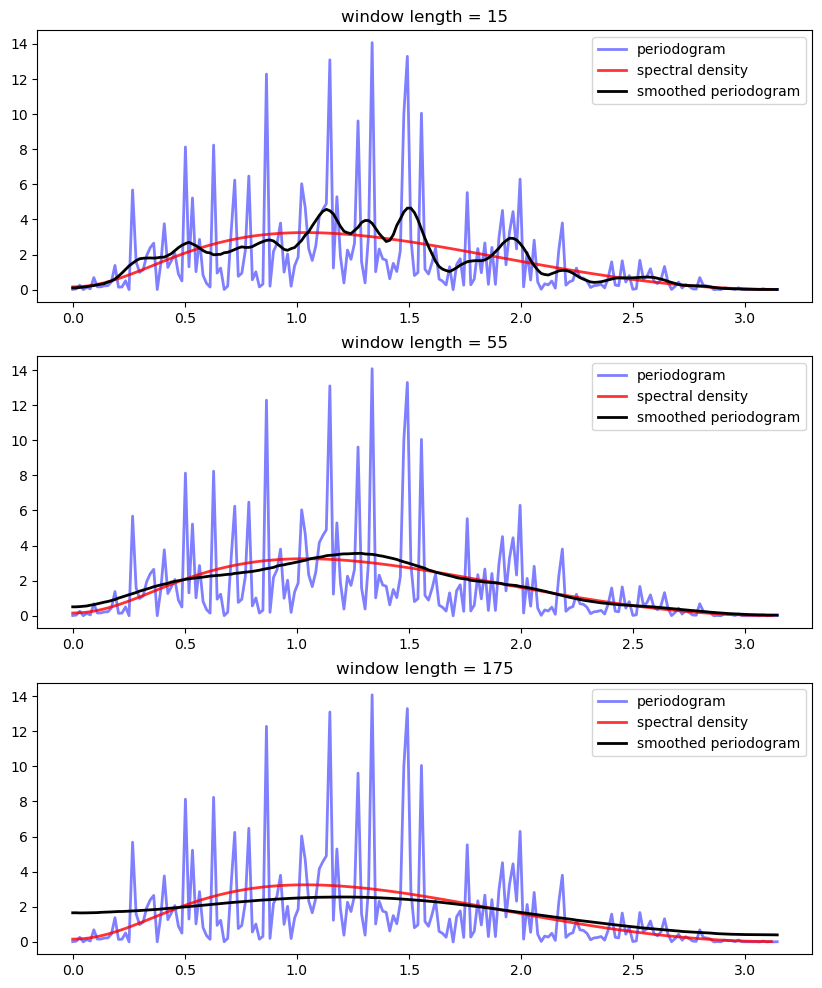 window length = 15
14
12
10
8
6
4
2
0
periodogram
spectral density
smoothed periodogram
0.0 0.5 1.0 1.5 2.0 2.5 3.0
window length = 55
14
12
10
8
6
4
2
0
periodogram
spectral density
smoothed periodogram
0.0 0.5 1.0 1.5 2.0 2.5 3.0
window length = 175
14
12
10
8
6
4
2
0
periodogram
spectral density
smoothed periodogram
0.0 0.5 1.0 1.5 2.0 2.5 3.0